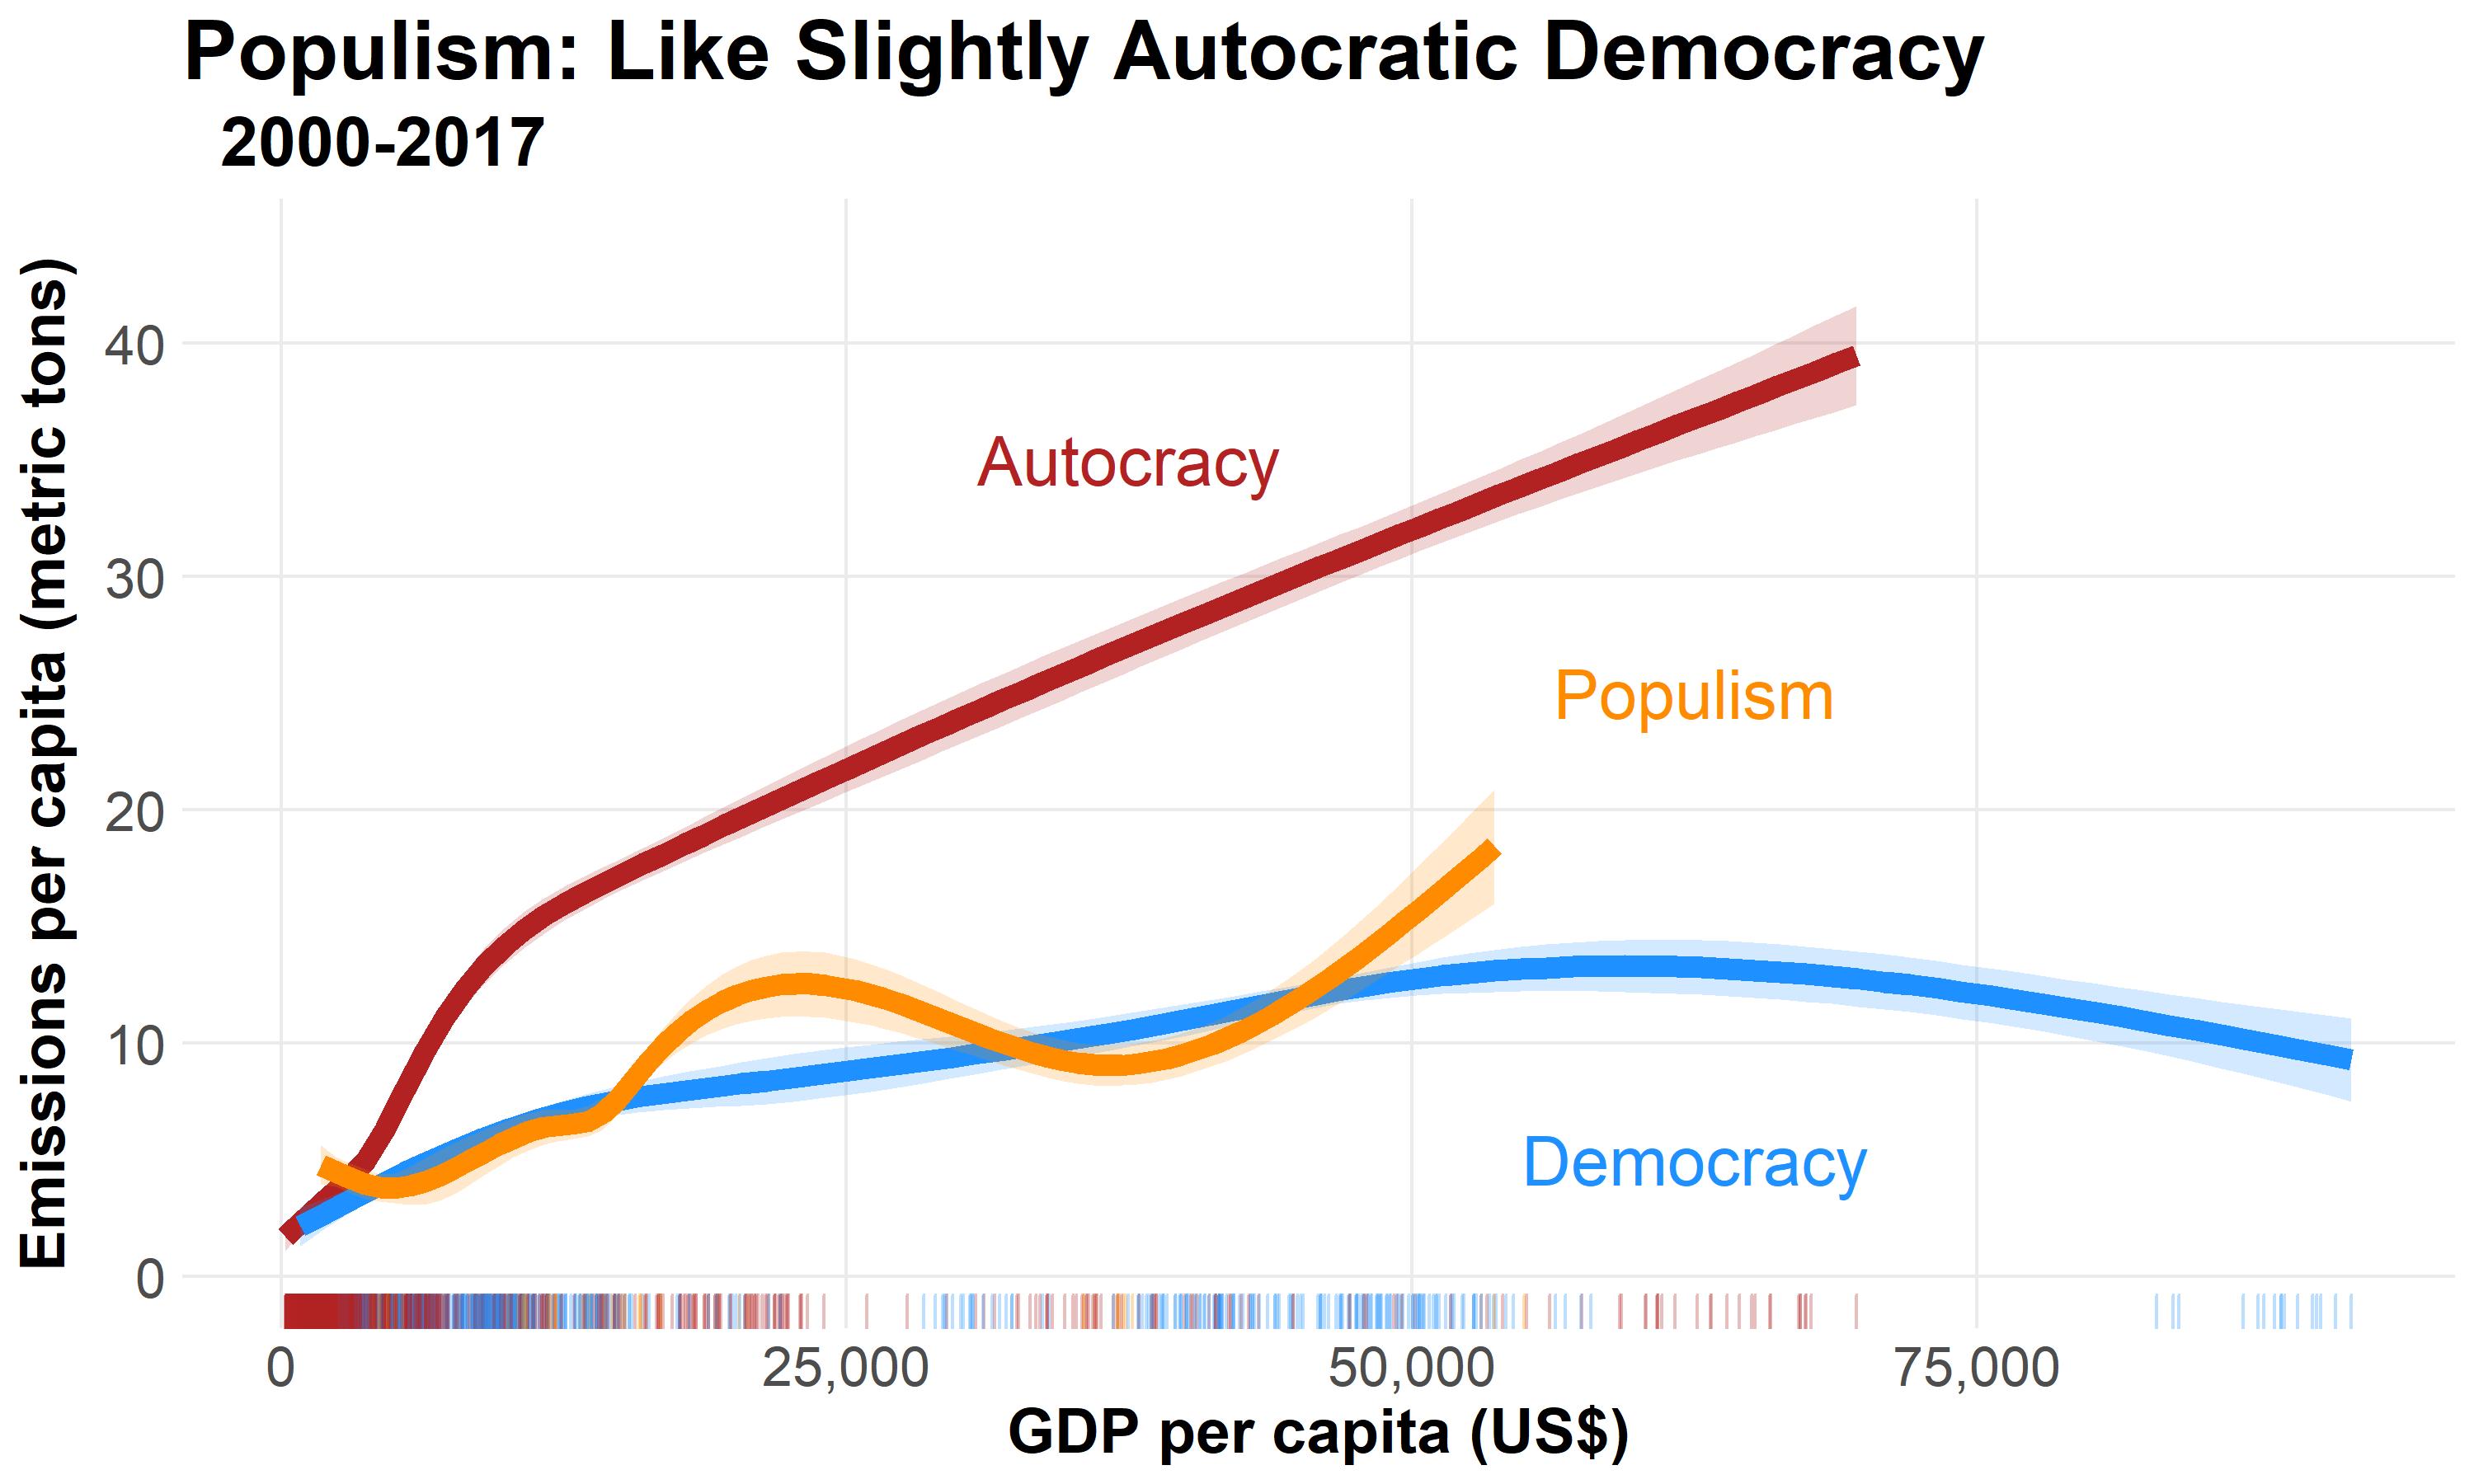 Populism: Like Slightly Autocratic Democracy
2000-2017
Emissions per capita (metric tons)
40
30
20
10
0
Autocracy
Populism
Democracy
0
25,000
50,000
75,000
GDP per capita (US$)